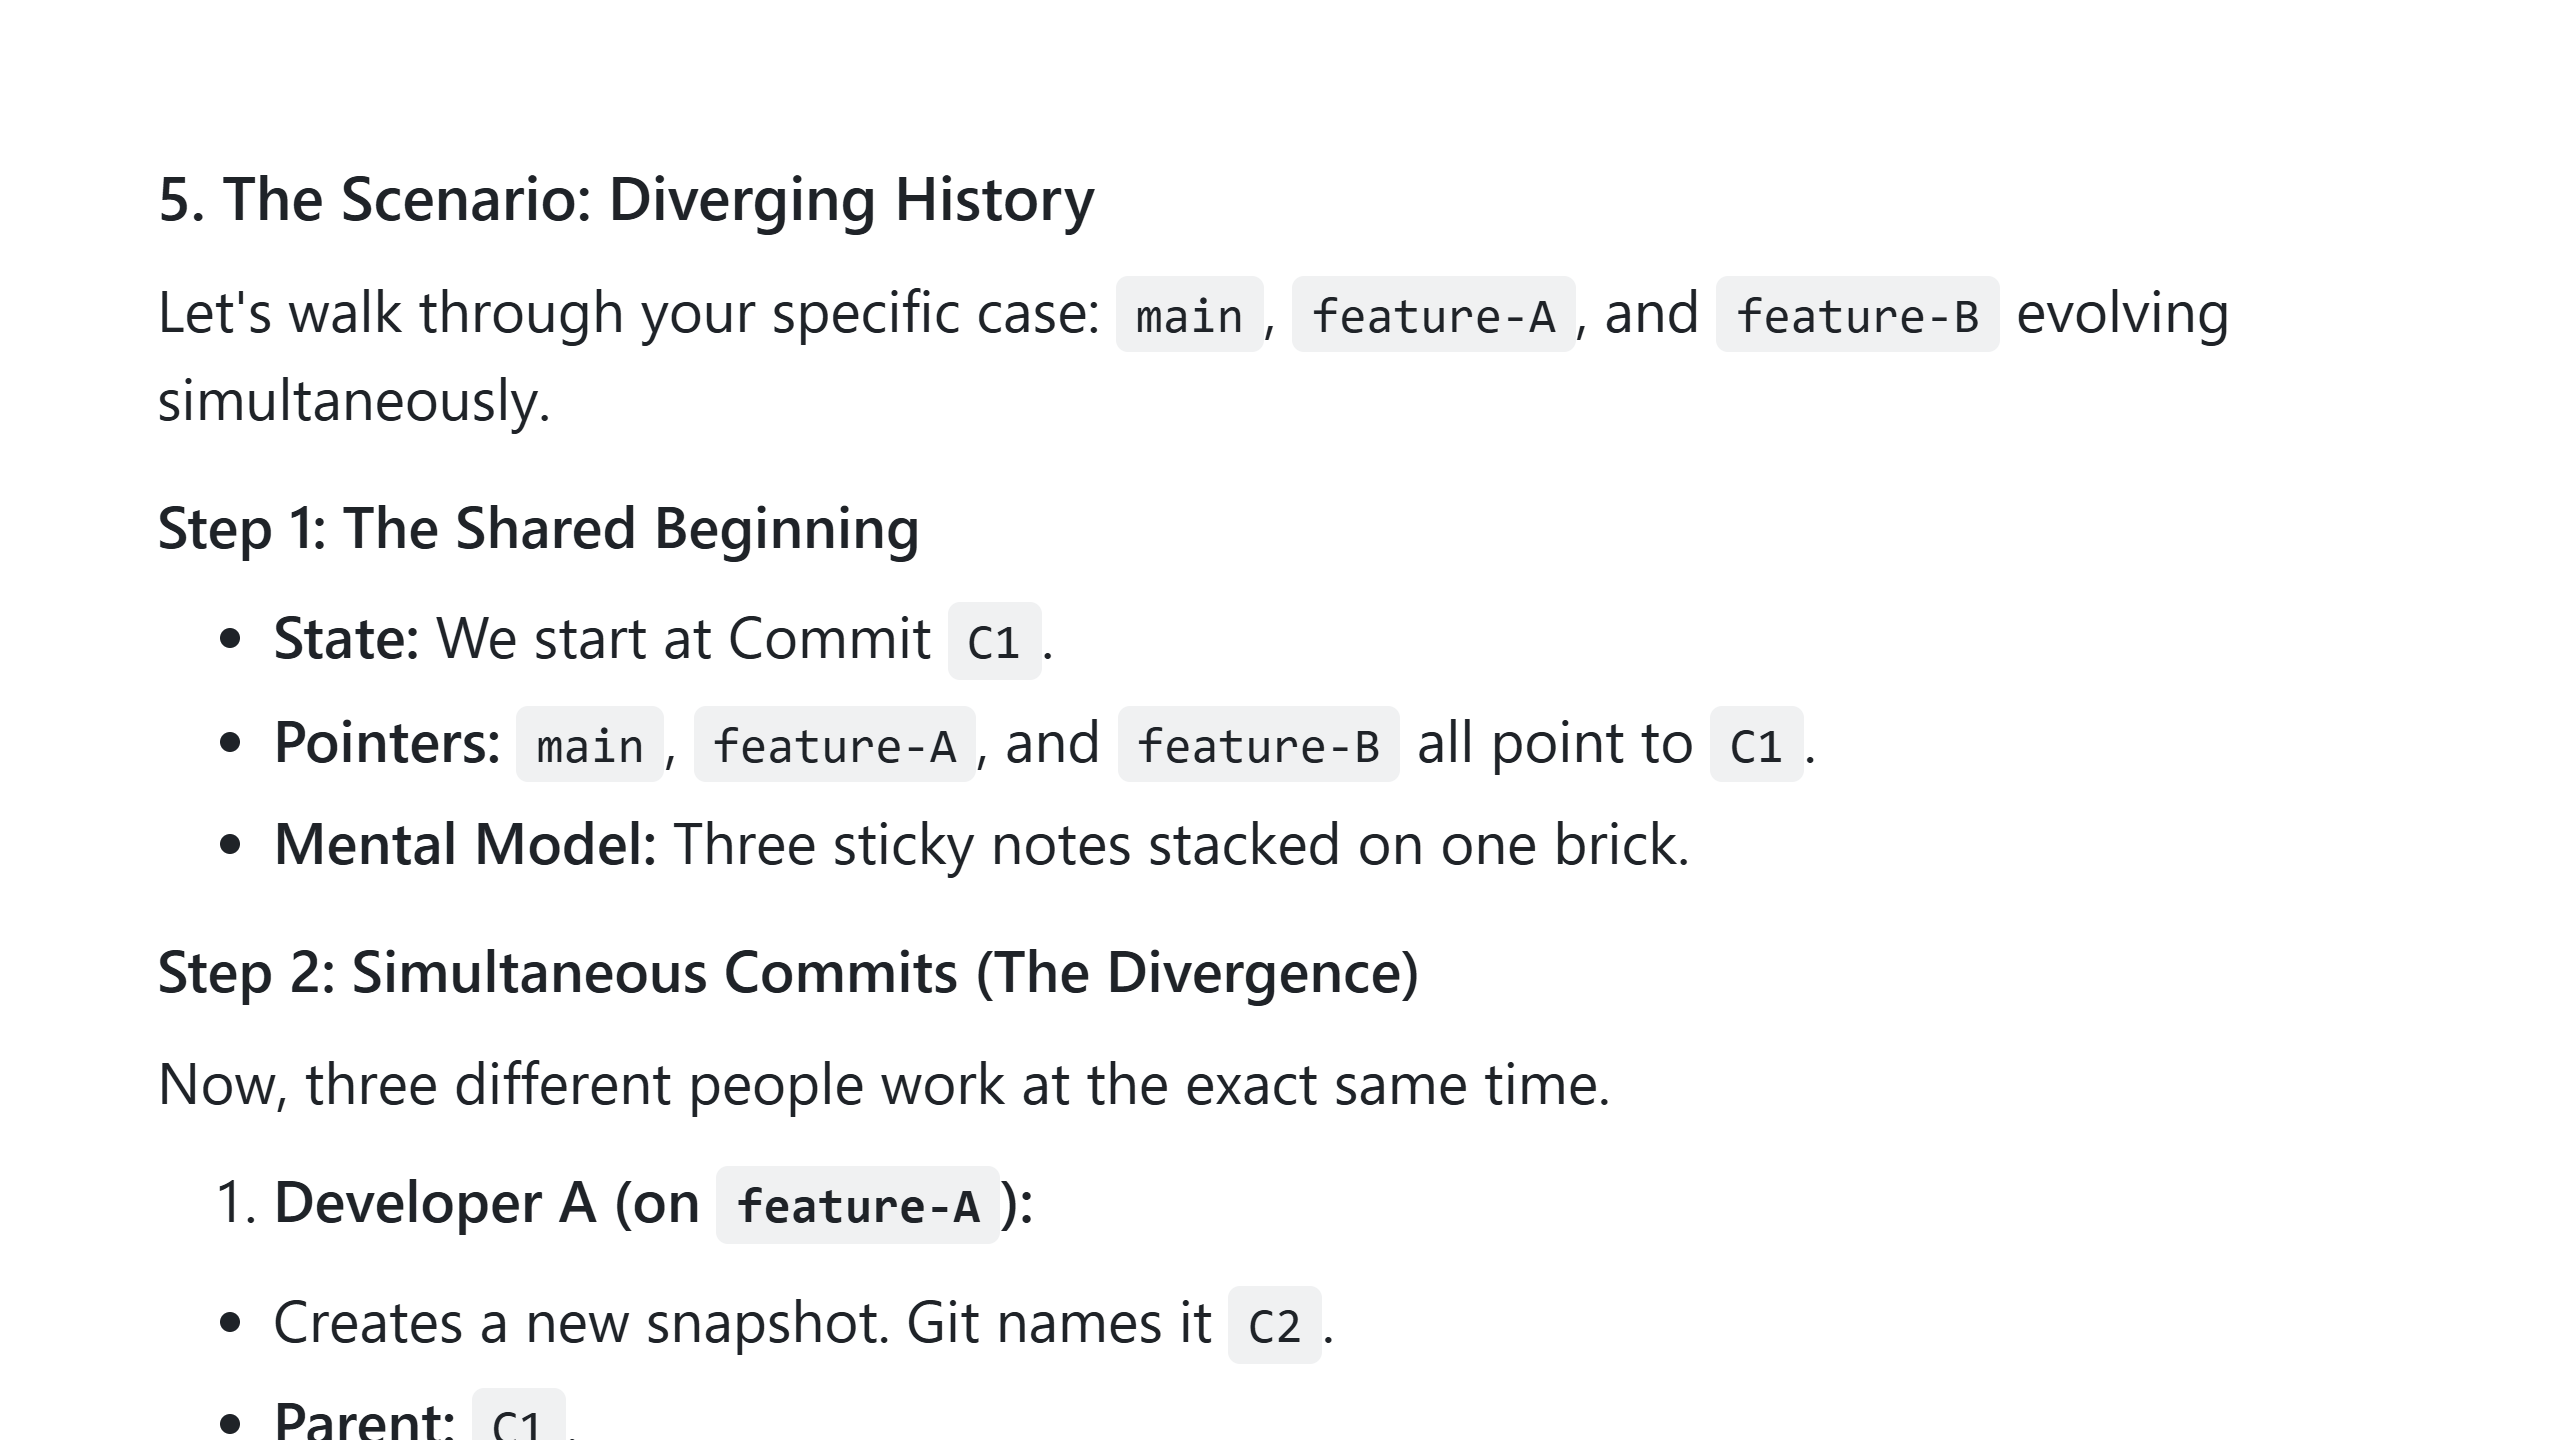 5. The Scenario: Diverging History
Let's walk through your specific case: main, feature-A, and feature-B evolving
simultaneously.
Step 1: The Shared Beginning
• State: We start at Commit C1.
• Pointers: main, feature-A, and feature-B all point to C1.
• Mental Model: Three sticky notes stacked on one brick.
Step 2: Simultaneous Commits (The Divergence)
Now, three different people work at the exact same time.
1. Developer A (on feature-A):
• Creates a new snapshot. Git names it C2.
• Parent: C1.